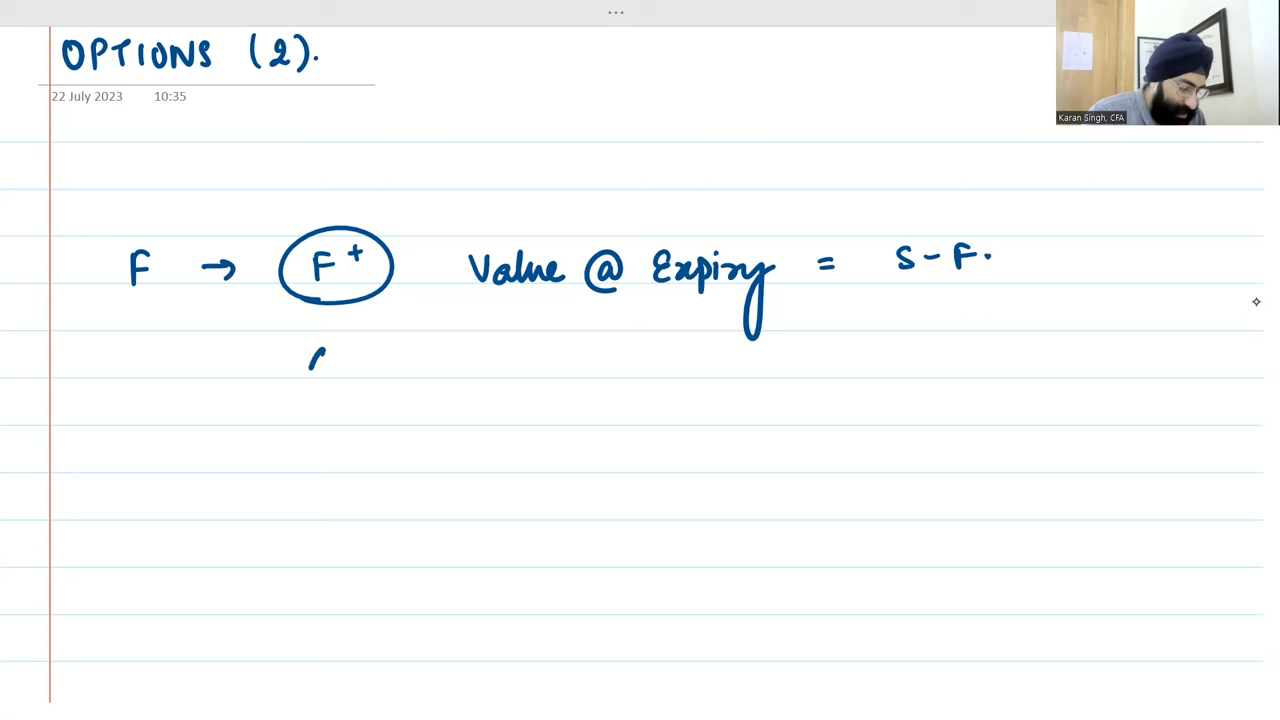 OPTIONS (2).
22 July 2023 10:35
Karan Singh, CFA
F → F+ Value @ Expiry = S - F.